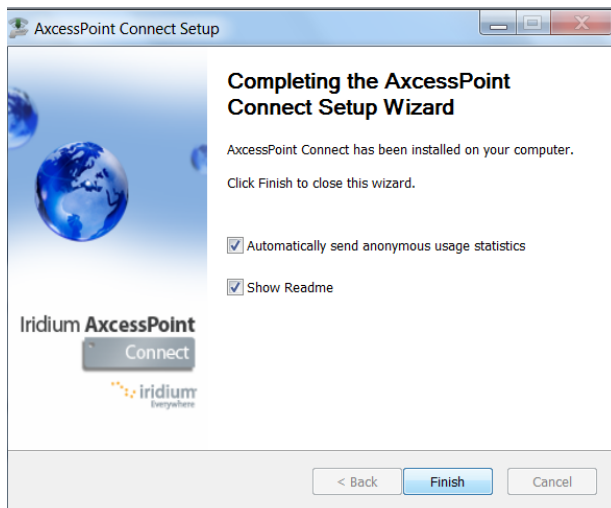 AxcessPoint Connect Setup
Completing the AxcessPoint
Connect Setup Wizard
AxcessPoint Connect has been installed on your computer.
Click Finish to close this wizard.
Automatically send anonymous usage statistics
Show Readme
Iridium AxcessPoint
Connect
iridium
Everywhere
< Back
Finish
Cancel